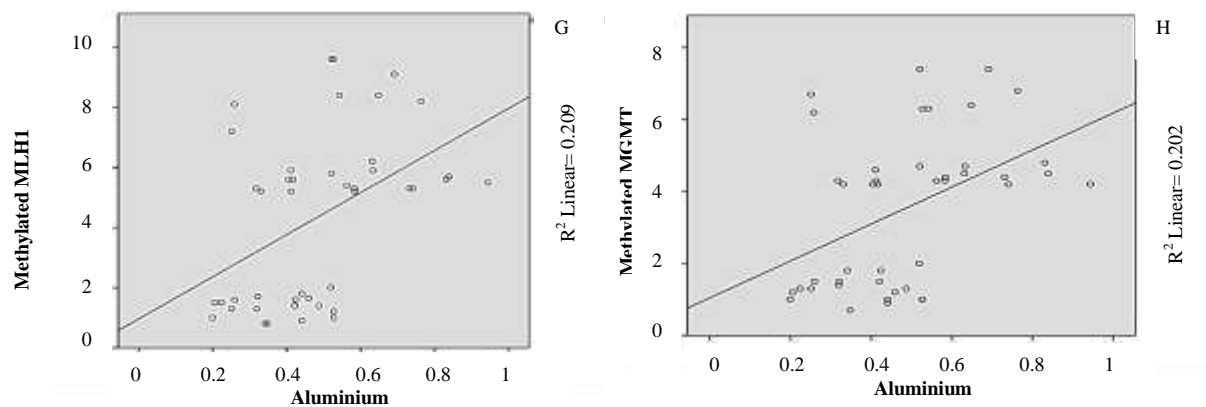 G
10
8
6
4
2
0
Methylated MLH1
R² Linear= 0.209
0 0.2 0.4 0.6 0.8 1
Aluminium
H
8
6
4
2
0
Methylated MGMT
R² Linear= 0.202
0 0.2 0.4 0.6 0.8 1
Aluminium